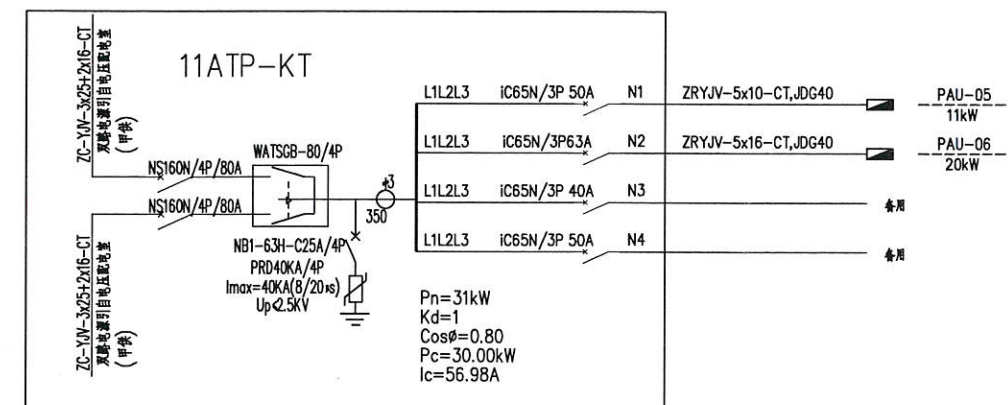 11ATP-KT
ZC-YJV-3x25+2x16-CT
双路电源引自电压配电室
(甲供)
NS160N/4P/80A
WATSGB-80/4P
NS160N/4P/80A
ZC-YJV-3x25+2x16-CT
双路电源引自电压配电室
(甲供)
NB1-63H-C25A/4P
PRD40KA/4P
Imax=40KA(8/20us)
Up<2.5KV
350
L1L2L3 iC65N/3P 50A N1 ZRYJV-5x10-CT,JDG40 PAU-05
11kW
L1L2L3 iC65N/3P63A N2 ZRYJV-5x16-CT,JDG40 PAU-06
20kW
L1L2L3 iC65N/3P 40A N3 备用
L1L2L3 iC65N/3P 50A N4 备用
Pn=31kW
Kd=1
Cosø=0.80
Pc=30.00kW
Ic=56.98A